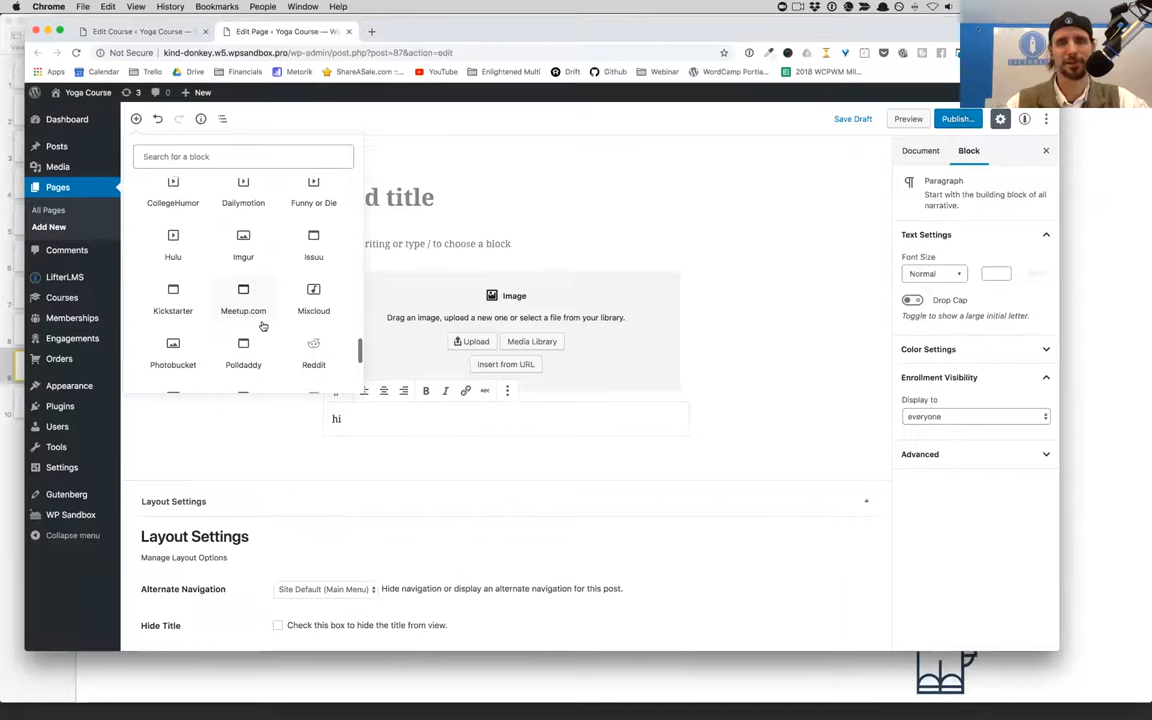 Chrome File Edit View History Bookmarks People Window Help
Edit Course ‹ Yoga Course — Edit Page ‹ Yoga Course — W
Not Secure kind-donkey.w5.wpsandbox.pro/wp-admin/post.php?post=87&action=edit
Apps Calendar Trello Drive Financials Metorik ShareASale.com ::... YouTube Enlightened Multi Drift Github Webinar WordCamp Portla... 2018 WCPWM Mil...
Yoga Course 3 0 New
Dashboard
Posts
Media
Pages
All Pages
Add New
Comments
LifterLMS
Courses
Memberships
Engagements
Orders
Appearance
Plugins
Users
Tools
Settings
Gutenberg
WP Sandbox
Collapse menu
Save Draft Preview Publish...
Search for a block
CollegeHumor Dailymotion Funny or Die
Hulu Imgur Issuu
Kickstarter Meetup.com Mixcloud
Photobucket Polldaddy Reddit
d title
riting or type / to choose a block
Image
Drag an image, upload a new one or select a file from your library.
Upload Media Library
Insert from URL
B I ABC
hi
Layout Settings
Layout Settings
Manage Layout Options
Alternate Navigation Site Default (Main Menu) Hide navigation or display an alternate navigation for this post.
Hide Title Check this box to hide the title from view.
Document Block
Paragraph
Start with the building block of all
narrative.
Text Settings
Font Size
Normal
Drop Cap
Toggle to show a large initial letter.
Color Settings
Enrollment Visibility
Display to
everyone
Advanced